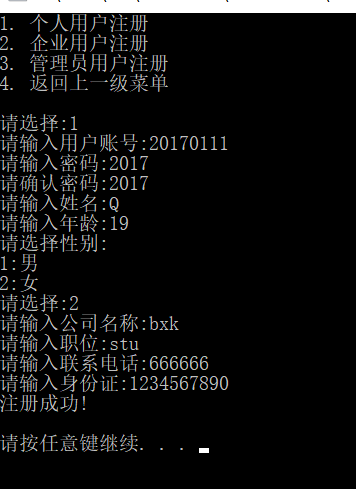 1. 个人用户注册
2. 企业用户注册
3. 管理员用户注册
4. 返回上一级菜单
请选择:1
请输入用户账号:20170111
请输入密码:2017
请确认密码:2017
请输入姓名:Q
请输入年龄:19
请选择性别:
1:男
2:女
请选择:2
请输入公司名称:bxk
请输入职位:stu
请输入联系电话:666666
请输入身份证:1234567890
注册成功!
请按任意键继续. . .